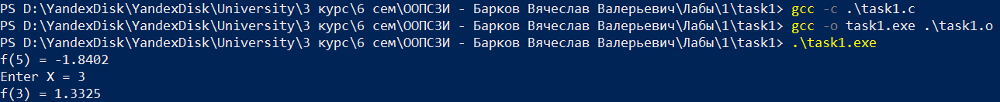 PS D:\YandexDisk\YandexDisk\University\3 курс\6 сем\ООПСЗИ - Барков Вячеслав Валерьевич\Лабы\1\task1> gcc -c .\task1.c
PS D:\YandexDisk\YandexDisk\University\3 курс\6 сем\ООПСЗИ - Барков Вячеслав Валерьевич\Лабы\1\task1> gcc -o task1.exe .\task1.o
PS D:\YandexDisk\YandexDisk\University\3 курс\6 сем\ООПСЗИ - Барков Вячеслав Валерьевич\Лабы\1\task1> .\task1.exe
f(5) = -1.8402
Enter X = 3
f(3) = 1.3325